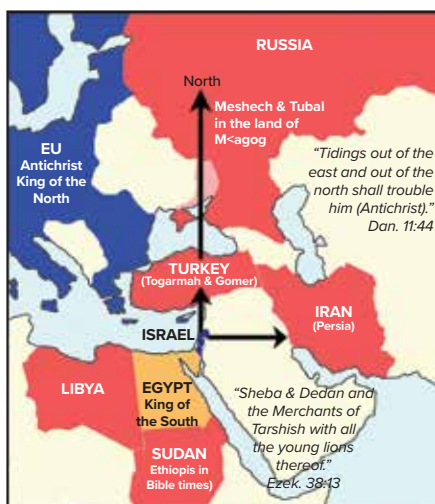 RUSSIA
North
Meshech & Tubal
in the land of
M<agog
EU
Antichrist
King of the
North
“Tidings out of the
east and out of the
north shall trouble
him (Antichrist).”
Dan. 11:44
TURKEY
(Togarmah & Gomer)
IRAN
(Persia)
ISRAEL
LIBYA
EGYPT
King of
the South
“Sheba & Dedan and
the Merchants of
Tarshish with all
the young lions
thereof.”
Ezek. 38:13
SUDAN
(Ethiopis in
Bible times)